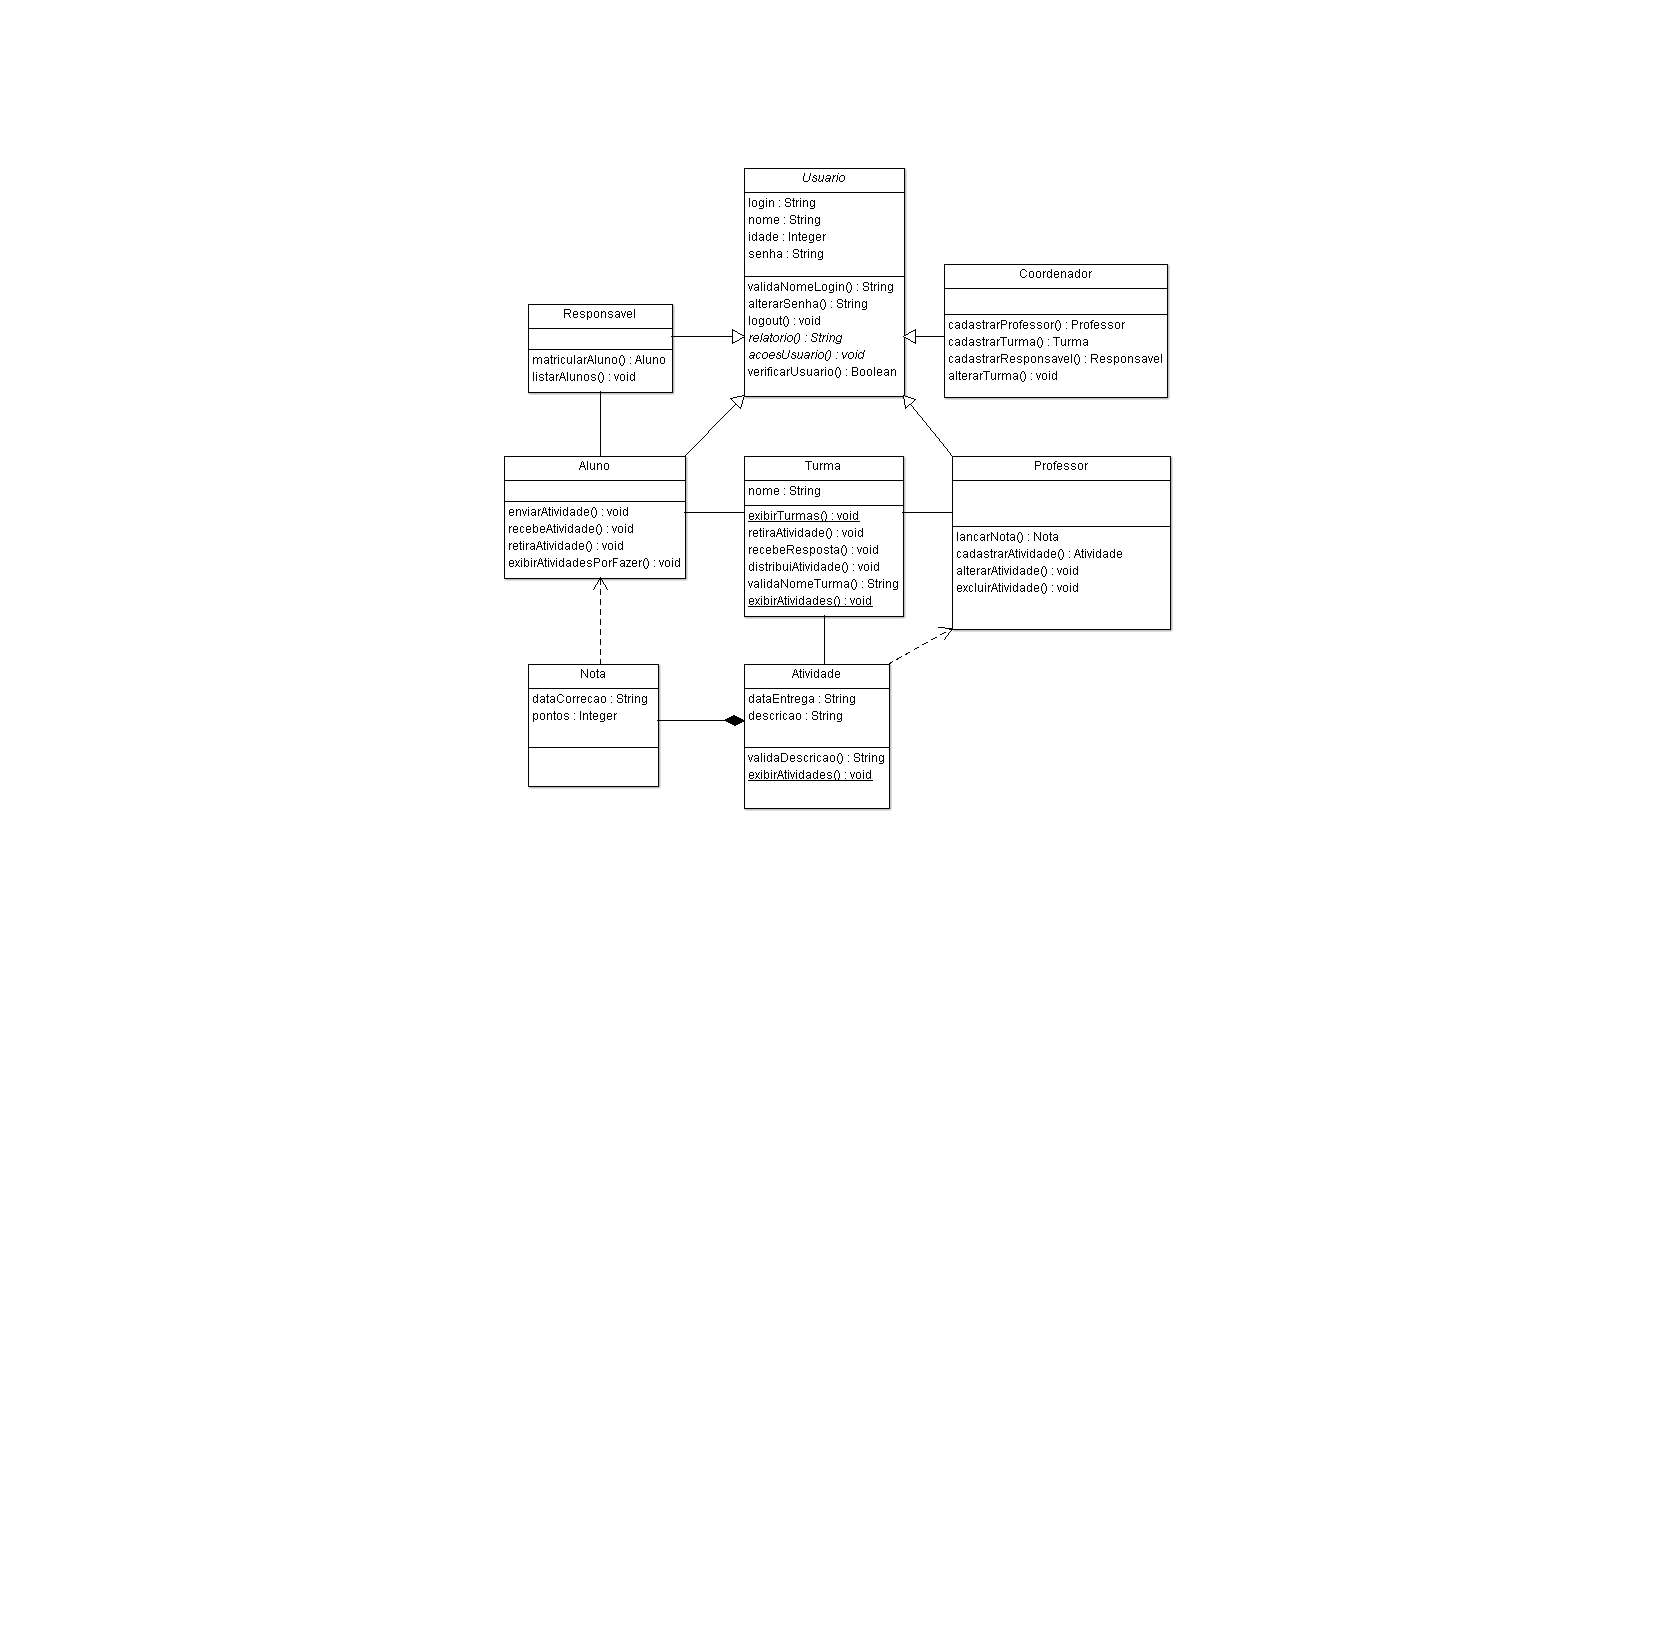 Usuario
login : String
nome : String
idade : Integer
senha : String
validaNomeLogin() : String
alterarSenha() : String
logout() : void
relatorio() : String
acoesUsuario() : void
verificarUsuario() : Boolean
Coordenador
cadastrarProfessor() : Professor
cadastrarTurma() : Turma
cadastrarResponsavel() : Responsavel
alterarTurma() : void
Responsavel
matricularAluno() : Aluno
listarAlunos() : void
Aluno
enviarAtividade() : void
recebeAtividade() : void
retiraAtividade() : void
exibirAtividadesPorFazer() : void
Turma
nome : String
exibirTurmas() : void
retiraAtividade() : void
recebeResposta() : void
distribuiAtividade() : void
validaNomeTurma() : String
exibirAtividades() : void
Professor
lancarNota() : Nota
cadastrarAtividade() : Atividade
alterarAtividade() : void
excluirAtividade() : void
Nota
dataCorrecao : String
pontos : Integer
Atividade
dataEntrega : String
descricao : String
validaDescricao() : String
exibirAtividades() : void